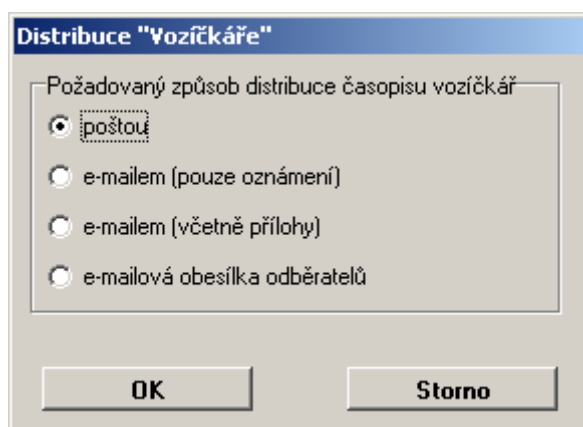 Distribuce "Vozíčkáře"
Požadovaný způsob distribuce časopisu vozíčkář
poštou
e-mailem (pouze oznámení)
e-mailem (včetně přílohy)
e-mailová obesílka odběratelů
OK Storno